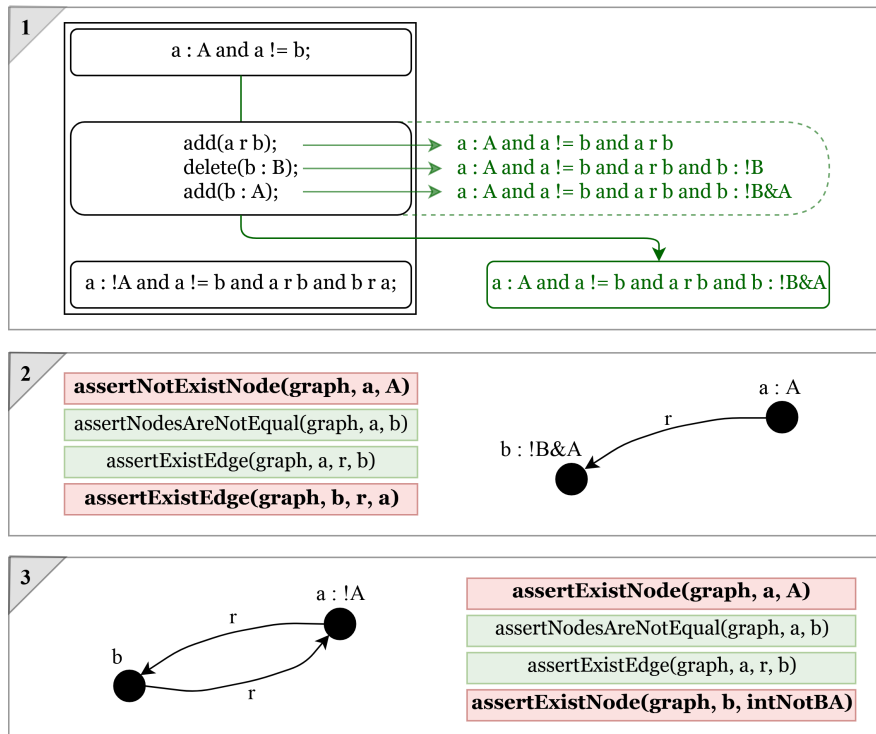 1
a : A and a != b;
add(a r b);
a : A and a != b and a r b
delete(b : B);
a : A and a != b and a r b and b : !B
add(b : A);
a : A and a != b and a r b and b : !B&A
a : !A and a != b and a r b and b r a;
a : A and a != b and a r b and b : !B&A
2
assertNotExistNode(graph, a, A)
assertNodesAreNotEqual(graph, a, b)
assertExistEdge(graph, a, r, b)
assertExistEdge(graph, b, r, a)
a : A
r
b : !B&A
3
a : !A
r
b
r
assertExistNode(graph, a, A)
assertNodesAreNotEqual(graph, a, b)
assertExistEdge(graph, a, r, b)
assertExistNode(graph, b, intNotBA)